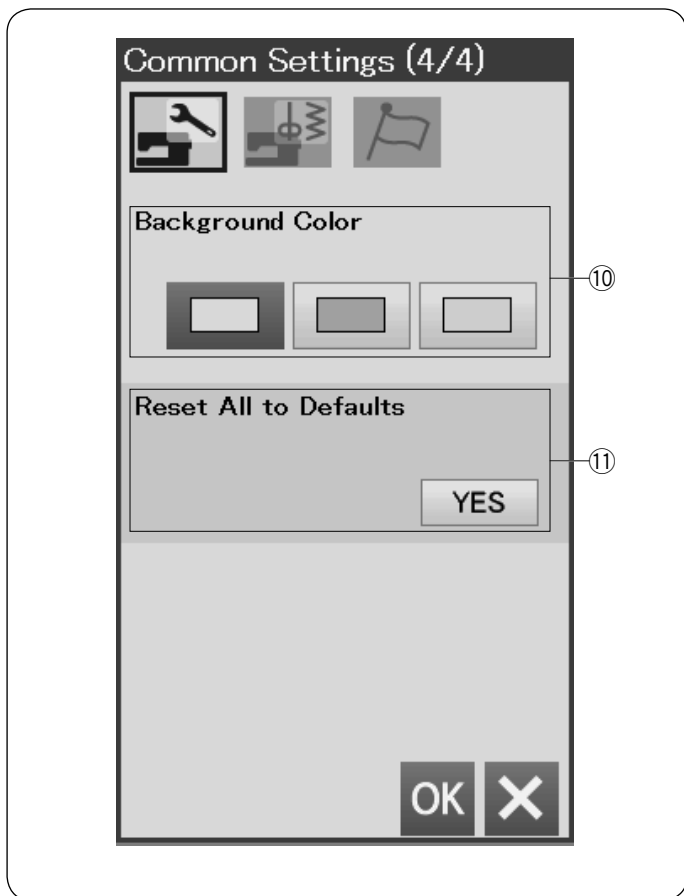 Common Settings (4/4)
Background Color
⑩
Reset All to Defaults
⑪
YES
OK